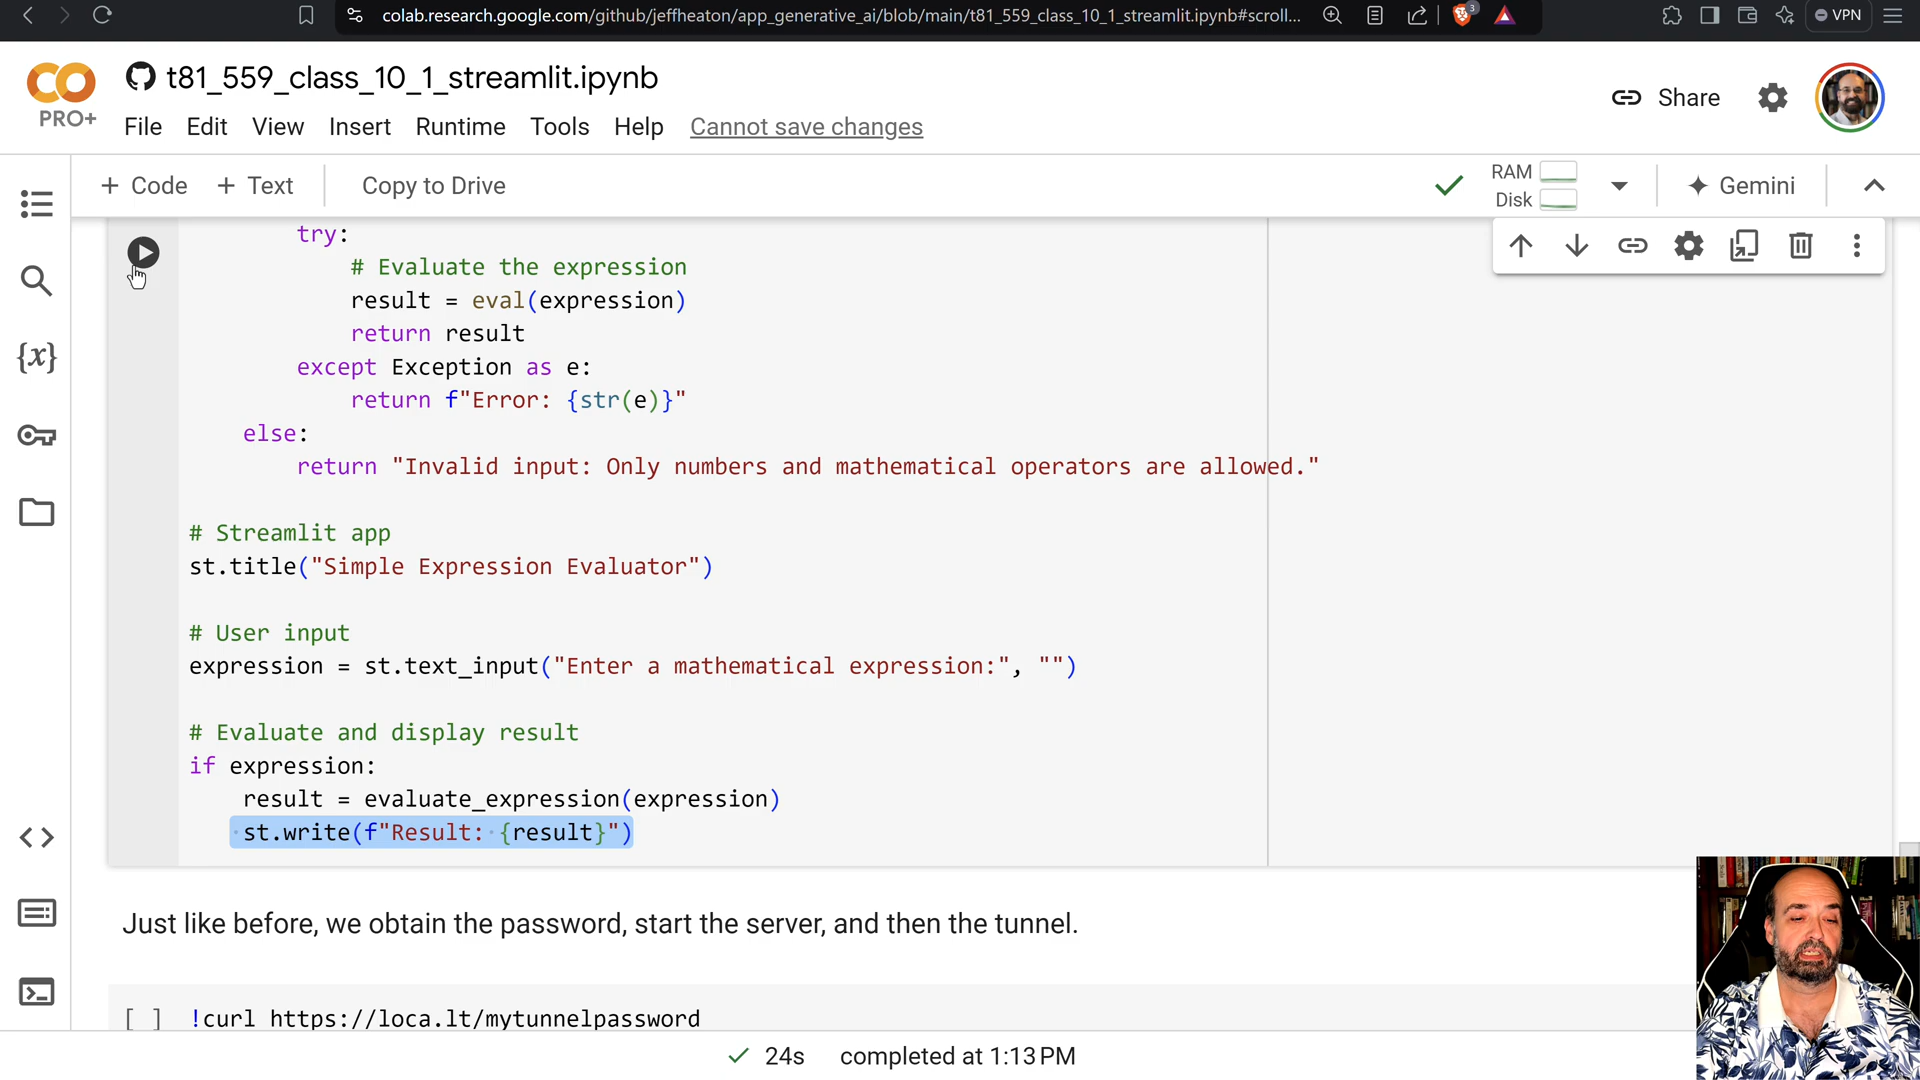 colab.research.google.com/github/jeffheaton/app_generative_ai/blob/main/t81_559_class_10_1_streamlit.ipynb#scroll...
3
VPN
CO
PRO+
t81_559_class_10_1_streamlit.ipynb
File Edit View Insert Runtime Tools Help Cannot save changes
Share
+ Code + Text Copy to Drive
RAM
Disk
Gemini
try:
# Evaluate the expression
result = eval(expression)
return result
except Exception as e:
return f"Error: {str(e)}"
else:
return "Invalid input: Only numbers and mathematical operators are allowed."
# Streamlit app
st.title("Simple Expression Evaluator")
# User input
expression = st.text_input("Enter a mathematical expression:", "")
# Evaluate and display result
if expression:
result = evaluate_expression(expression)
st.write(f"Result: {result}")
Just like before, we obtain the password, start the server, and then the tunnel.
[ ] !curl https://loca.lt/mytunnelpassword
24s completed at 1:13 PM
{x}